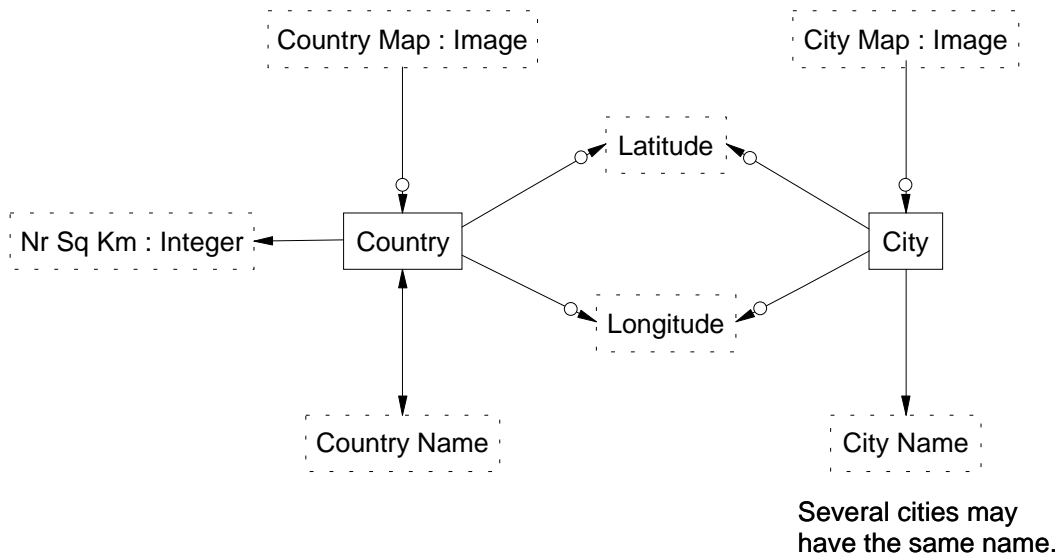 Country Map : Image
City Map : Image
Latitude
Nr Sq Km : Integer
Country
City
Longitude
Country Name
City Name
Several cities may
have the same name.